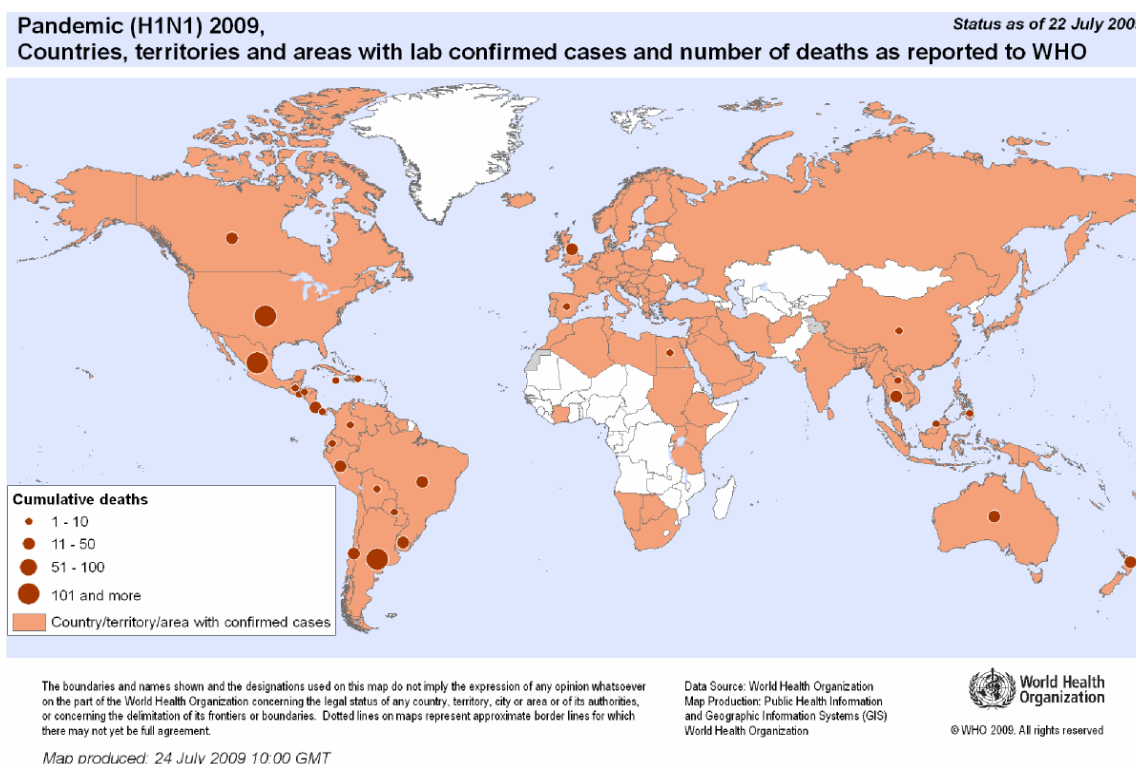 Pandemic (H1N1) 2009,
Status as of 22 July 2009
Countries, territories and areas with lab confirmed cases and number of deaths as reported to WHO
Cumulative deaths
1 - 10
11 - 50
51 - 100
101 and more
Country/territory/area with confirmed cases
The boundaries and names shown and the designations used on this map do not imply the expression of any opinion whatsoever
on the part of the World Health Organization concerning the legal status of any country, territory, city or area or of its authorities,
or concerning the delimitation of its frontiers or boundaries. Dotted lines on maps represent approximate border lines for which
there may not yet be full agreement.
Map produced: 24 July 2009 10:00 GMT
Data Source: World Health Organization
Map Production: Public Health Information
and Geographic Information Systems (GIS)
World Health Organization
World Health
Organization
© WHO 2009. All rights reserved